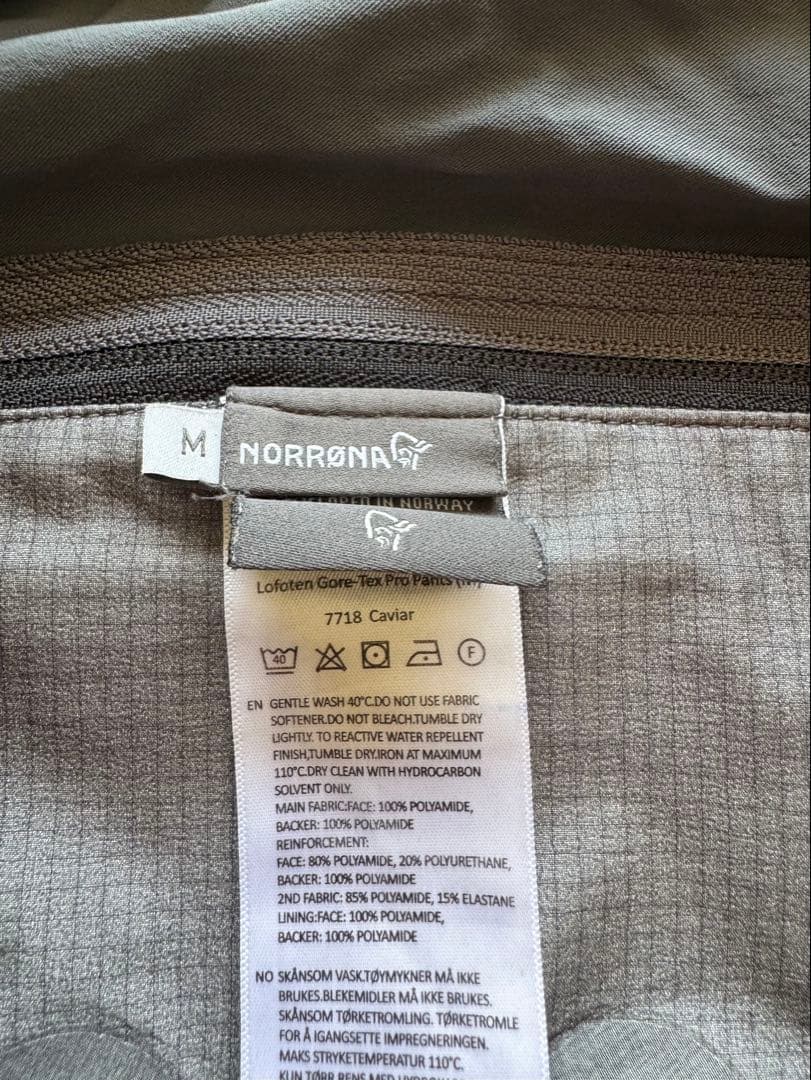 M
NORRØNA
DEVELOPED IN NORWAY
Lofoten Gore-Tex Pro Pants (M)
7718 Caviar
40
F
EN GENTLE WASH 40°C.DO NOT USE FABRIC
SOFTENER.DO NOT BLEACH.TUMBLE DRY
LIGHTLY. TO REACTIVE WATER REPELLENT
FINISH,TUMBLE DRY.IRON AT MAXIMUM
110°C.DRY CLEAN WITH HYDROCARBON
SOLVENT ONLY.
MAIN FABRIC:FACE: 100% POLYAMIDE,
BACKER: 100% POLYAMIDE
REINFORCEMENT:
FACE: 80% POLYAMIDE, 20% POLYURETHANE,
BACKER: 100% POLYAMIDE
2ND FABRIC: 85% POLYAMIDE, 15% ELASTANE
LINING:FACE: 100% POLYAMIDE,
BACKER: 100% POLYAMIDE
NO SKÅNSOM VASK.TØYMYKNER MÅ IKKE
BRUKES.BLEKEMIDLER MÅ IKKE BRUKES.
SKÅNSOM TØRKETROMLING. TØRKETROMLE
FOR Å IGANGSETTE IMPREGNERINGEN.
MAKS STRYKETEMPERATUR 110°C.
KUN TØRR RENS MED